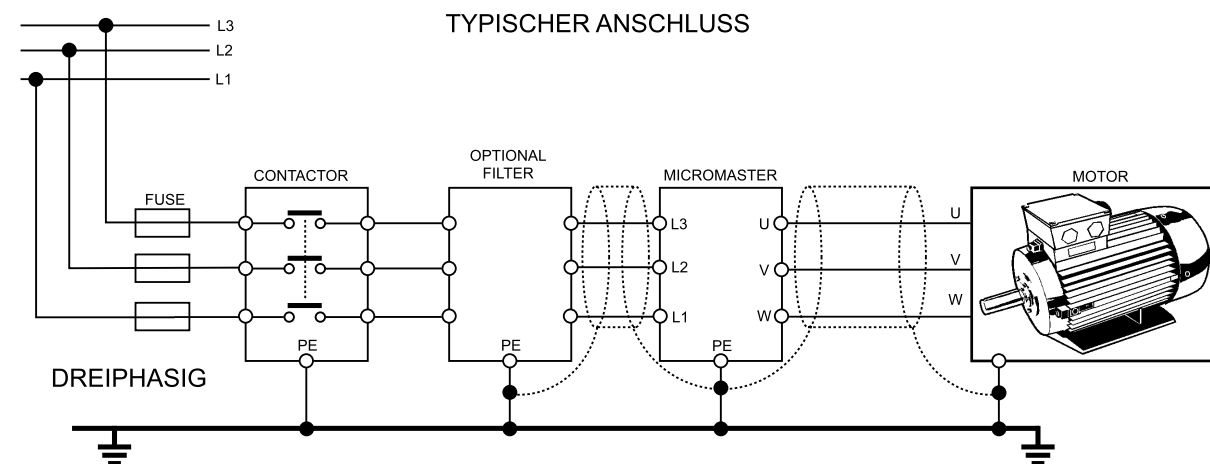 TYPISCHER ANSCHLUSS
L3
L2
L1
FUSE
CONTACTOR
OPTIONAL
FILTER
MICROMASTER
MOTOR
L3
U
U
L2
V
V
L1
W
W
PE
PE
PE
DREIPHASIG